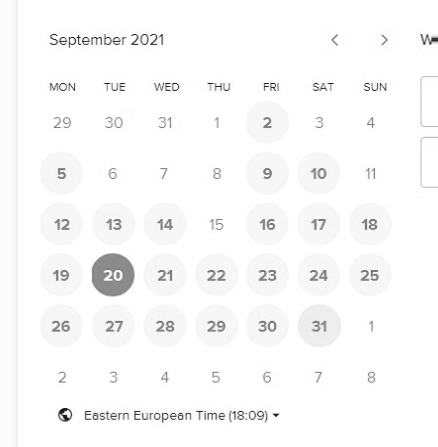 September 2021
MON TUE WED THU FRI SAT SUN
29 30 31 1 2 3 4
5 6 7 8 9 10 11
12 13 14 15 16 17 18
19 20 21 22 23 24 25
26 27 28 29 30 31 1
2 3 4 5 6 7 8
Eastern European Time (18:09)